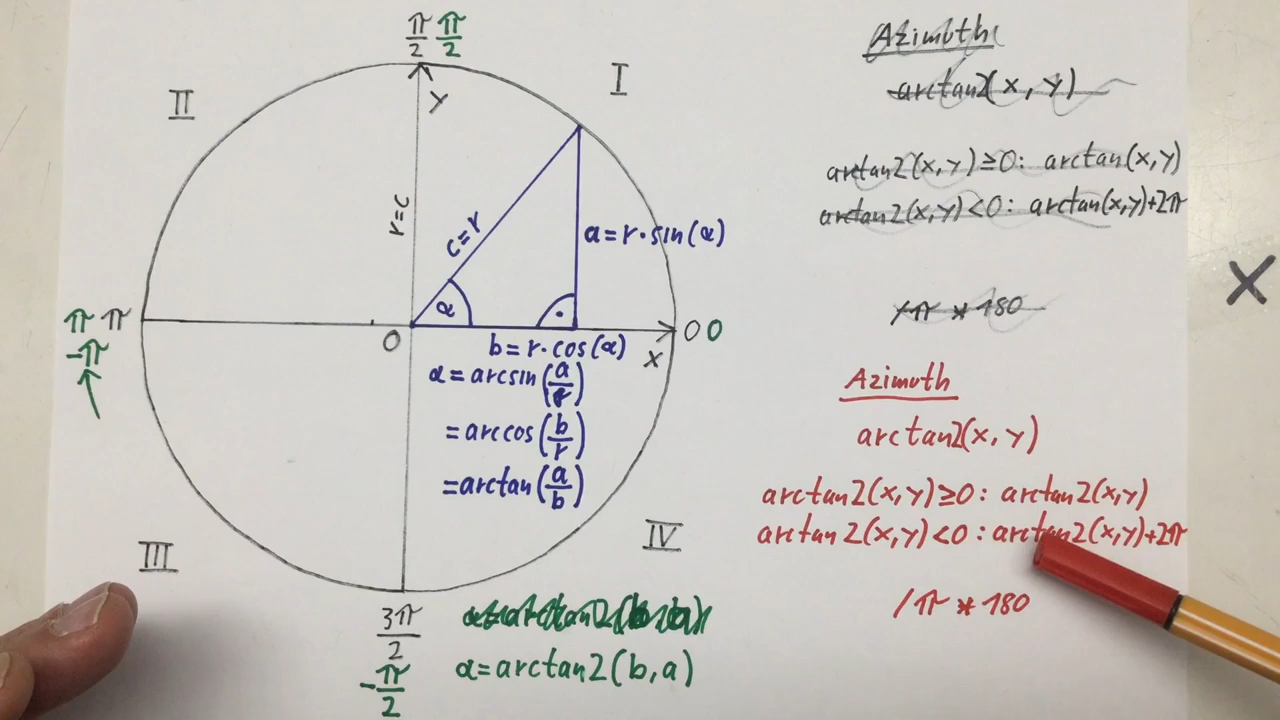 π/2 π/2
I
II
y
r=c
c=r
a=r·sin(α)
α
π π
-π
0
b=r·cos(α)
x
0 0
α=arcsin(a/r)
=arccos(b/r)
=arctan(a/b)
III
IV
3π/2
-π/2
α=arctan2(b,a)
Azimuth
arctan2(x,y)
arctan2(x,y)≥0: arctan(x,y)
arctan2(x,y)<0: arctan(x,y)+2π
/π * 180
Azimuth
arctan2(x,y)
arctan2(x,y)≥0: arctan2(x,y)
arctan2(x,y)<0: arctan2(x,y)+2π
/π * 180